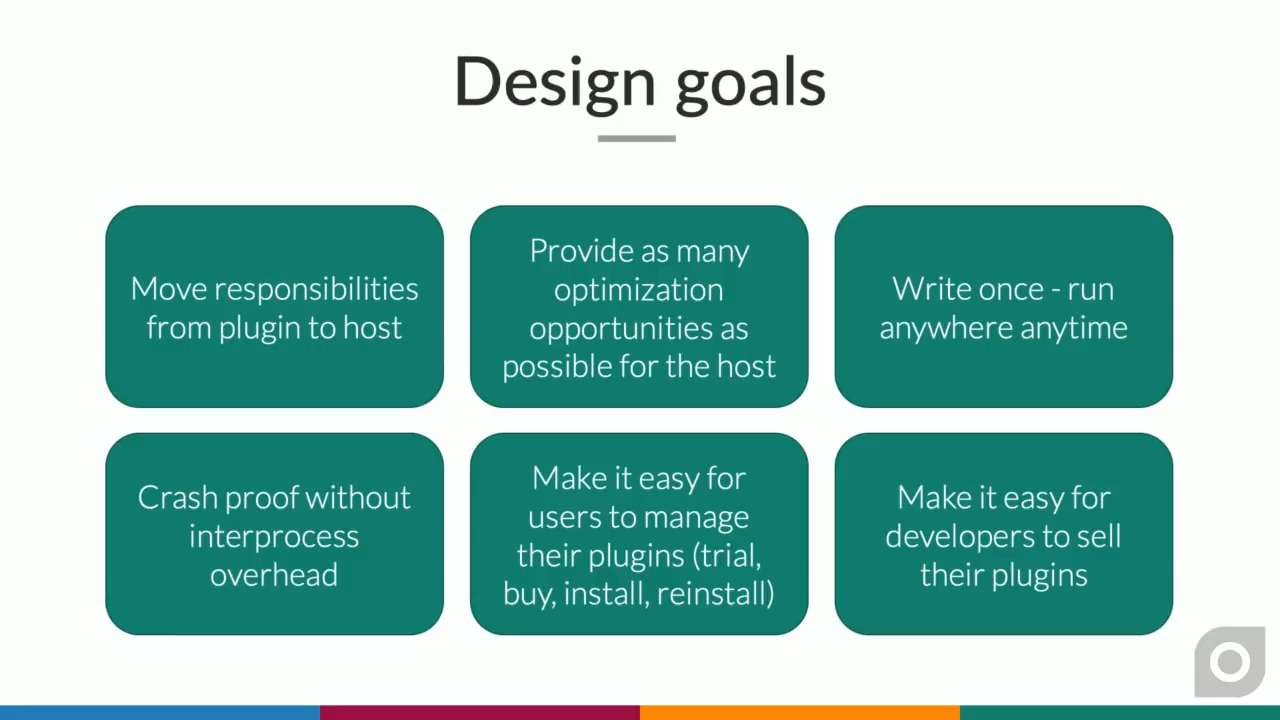 Design goals
Move responsibilities
from plugin to host
Provide as many
optimization
opportunities as
possible for the host
Write once - run
anywhere anytime
Crash proof without
interprocess
overhead
Make it easy for
users to manage
their plugins (trial,
buy, install, reinstall)
Make it easy for
developers to sell
their plugins